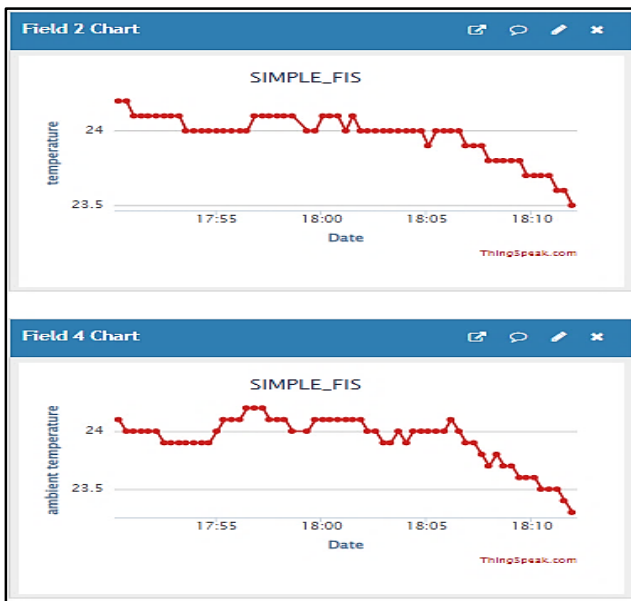 Field 2 Chart
SIMPLE_FIS
temperature
24
23.5
17:55 18:00 18:05 18:10
Date
ThingSpeak.com
Field 4 Chart
SIMPLE_FIS
ambient temperature
24
23.5
17:55 18:00 18:05 18:10
Date
ThingSpeak.com